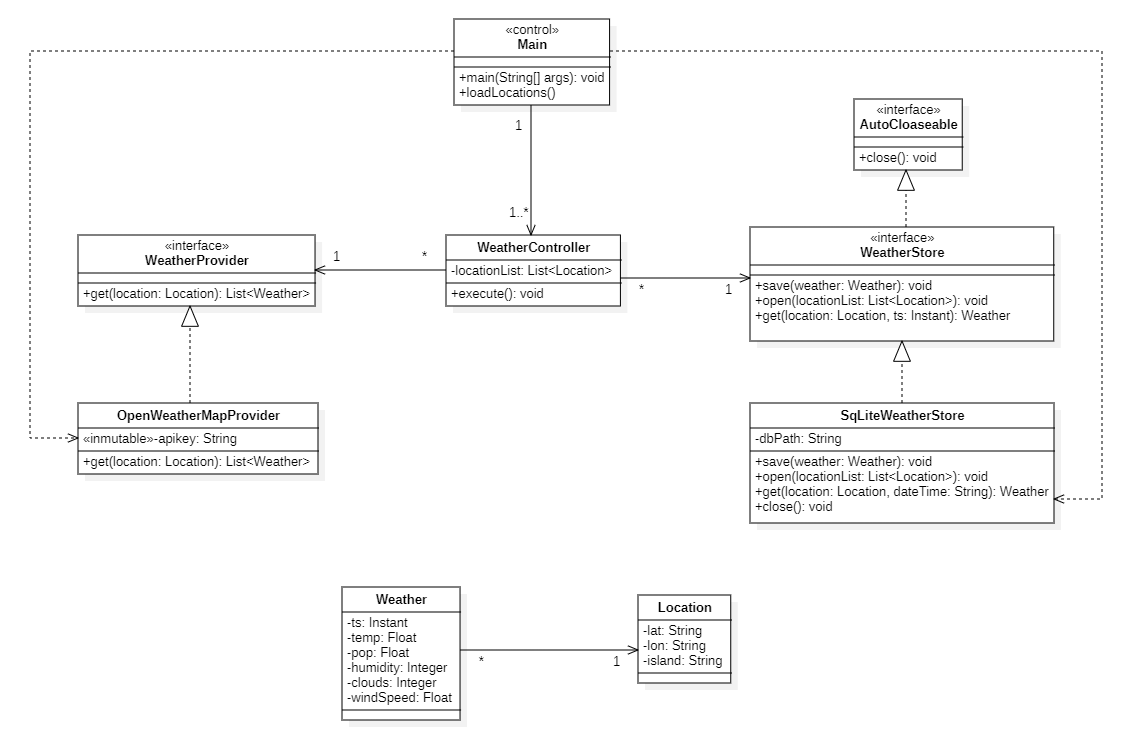 «control»
Main
+main(String[] args): void
+loadLocations()
1
1..*
«interface»
AutoCloaseable
+close(): void
«interface»
WeatherProvider
+get(location: Location): List<Weather>
1
*
WeatherController
-locationList: List<Location>
+execute(): void
*
1
«interface»
WeatherStore
+save(weather: Weather): void
+open(locationList: List<Location>): void
+get(location: Location, ts: Instant): Weather
OpenWeatherMapProvider
«inmutable»-apikey: String
+get(location: Location): List<Weather>
SqLiteWeatherStore
-dbPath: String
+save(weather: Weather): void
+open(locationList: List<Location>): void
+get(location: Location, dateTime: String): Weather
+close(): void
Weather
-ts: Instant
-temp: Float
-pop: Float
-humidity: Integer
-clouds: Integer
-windSpeed: Float
*
1
Location
-lat: String
-lon: String
-island: String